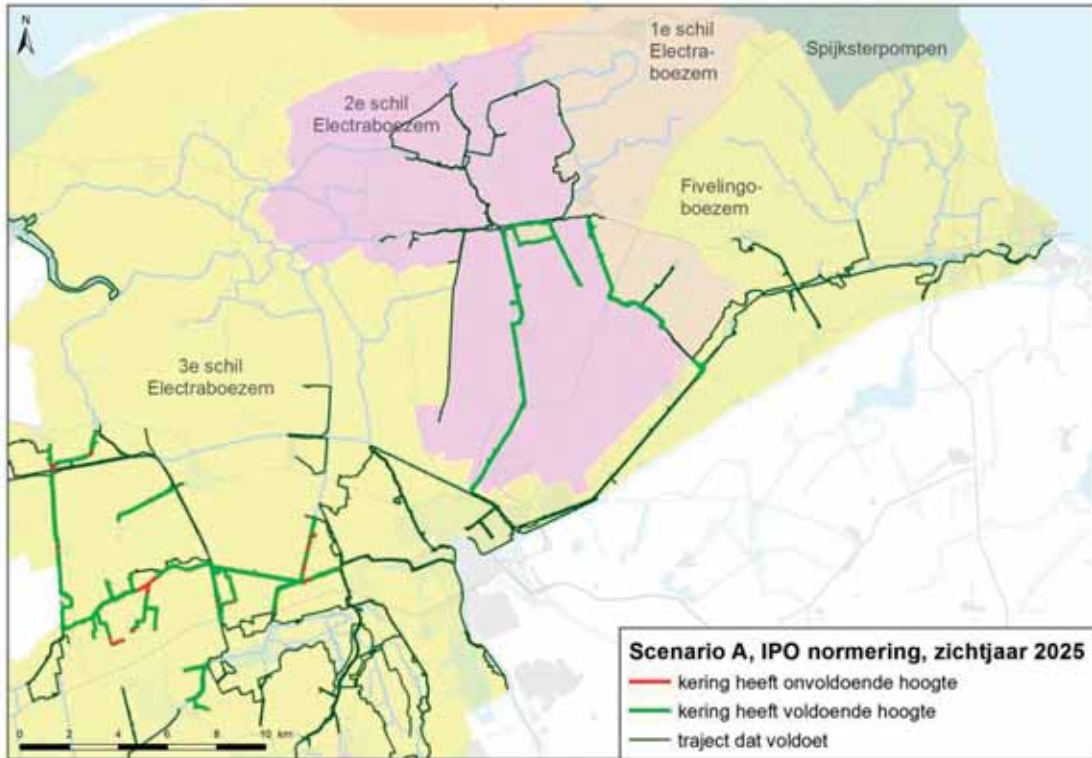 N
1e schil
Electra-
boezem
Spijksterpompen
2e schil
Electraboezem
Fivelingo-
boezem
3e schil
Electraboezem
Scenario A, IPO normering, zichtjaar 2025
kering heeft onvoldoende hoogte
kering heeft voldoende hoogte
traject dat voldoet
0 2 4 6 8 10 km